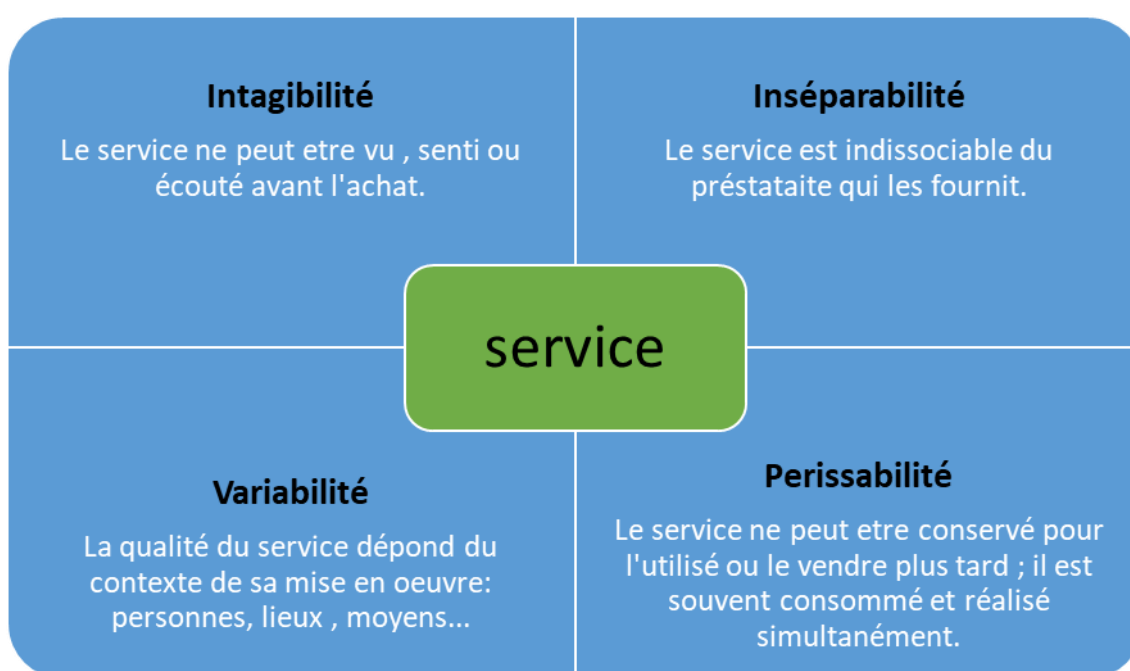 Intagibilité
Le service ne peut etre vu , senti ou
écouté avant l'achat.
Inséparabilité
Le service est indissociable du
préstataite qui les fournit.
service
Variabilité
La qualité du service dépond du
contexte de sa mise en oeuvre:
personnes, lieux , moyens...
Perissabilité
Le service ne peut etre conservé pour
l'utilisé ou le vendre plus tard ; il est
souvent consommé et réalisé
simultanément.